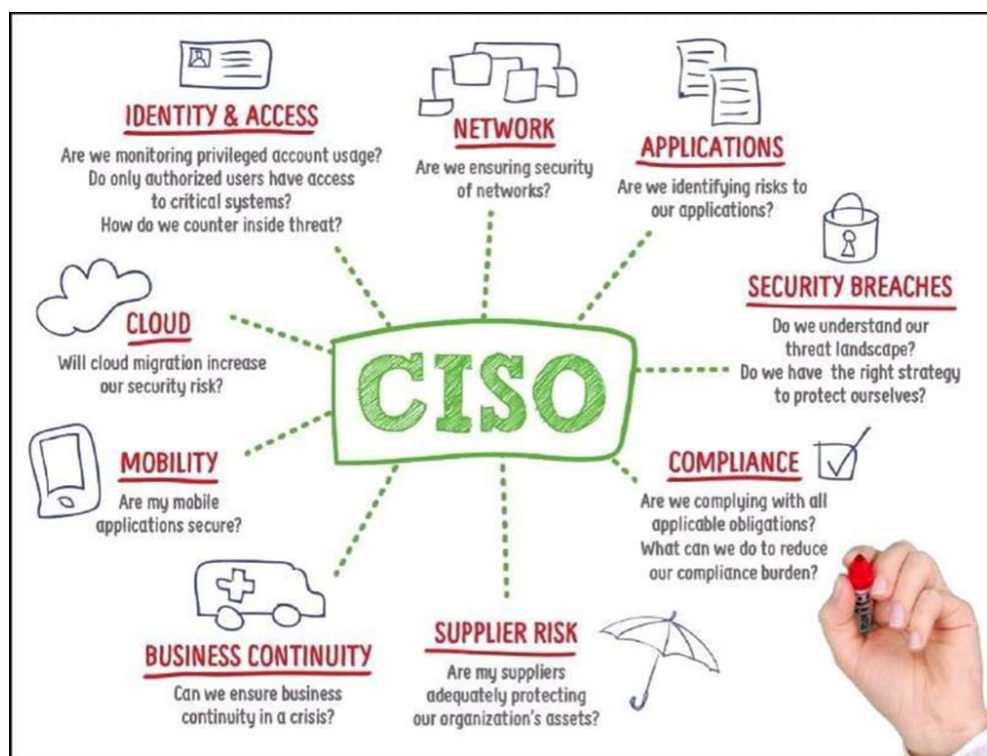 IDENTITY & ACCESS
Are we monitoring privileged account usage?
Do only authorized users have access
to critical systems?
How do we counter inside threat?
NETWORK
Are we ensuring security
of networks?
APPLICATIONS
Are we identifying risks to
our applications?
SECURITY BREACHES
Do we understand our
threat landscape?
Do we have the right strategy
to protect ourselves?
CLOUD
Will cloud migration increase
our security risk?
CISO
MOBILITY
Are my mobile
applications secure?
COMPLIANCE
Are we complying with all
applicable obligations?
What can we do to reduce
our compliance burden?
BUSINESS CONTINUITY
Can we ensure business
continuity in a crisis?
SUPPLIER RISK
Are my suppliers
adequately protecting
our organization's assets?